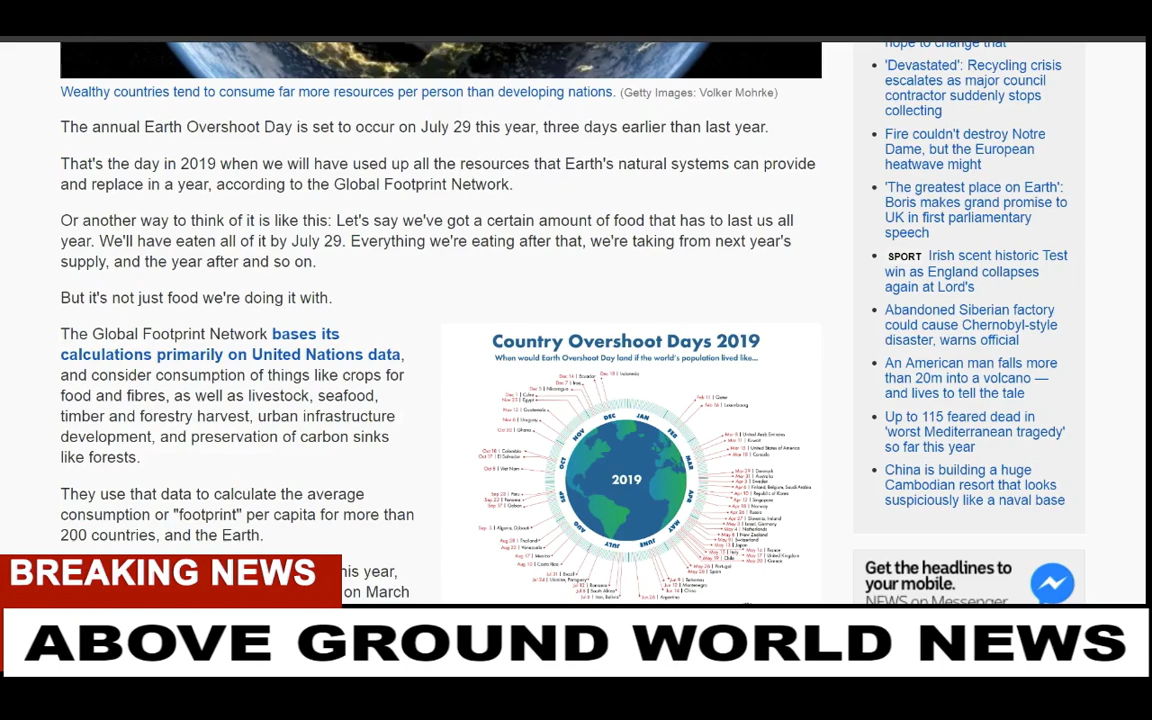 Wealthy countries tend to consume far more resources per person than developing nations. (Getty Images: Volker Mohrke)
The annual Earth Overshoot Day is set to occur on July 29 this year, three days earlier than last year.
That's the day in 2019 when we will have used up all the resources that Earth's natural systems can provide
and replace in a year, according to the Global Footprint Network.
Or another way to think of it is like this: Let's say we've got a certain amount of food that has to last us all
year. We'll have eaten all of it by July 29. Everything we're eating after that, we're taking from next year's
supply, and the year after and so on.
But it's not just food we're doing it with.
The Global Footprint Network bases its
calculations primarily on United Nations data,
and consider consumption of things like crops for
food and fibres, as well as livestock, seafood,
timber and forestry harvest, urban infrastructure
development, and preservation of carbon sinks
like forests.
They use that data to calculate the average
consumption or "footprint" per capita for more than
200 countries, and the Earth.
his year,
on March
Country Overshoot Days 2019
When would Earth Overshoot Day land if the world's population lived like...
DEC
JAN
FEB
MAR
MAY
JUNE
JULY
AUG
SEP
OCT
NOV
2019
hope to change that
'Devastated': Recycling crisis
escalates as major council
contractor suddenly stops
collecting
Fire couldn't destroy Notre
Dame, but the European
heatwave might
'The greatest place on Earth':
Boris makes grand promise to
UK in first parliamentary
speech
SPORT Irish scent historic Test
win as England collapses
again at Lord's
Abandoned Siberian factory
could cause Chernobyl-style
disaster, warns official
An American man falls more
than 20m into a volcano —
and lives to tell the tale
Up to 115 feared dead in
'worst Mediterranean tragedy'
so far this year
China is building a huge
Cambodian resort that looks
suspiciously like a naval base
Get the headlines to
your mobile.
NEWS on Messenger
BREAKING NEWS
ABOVE GROUND WORLD NEWS